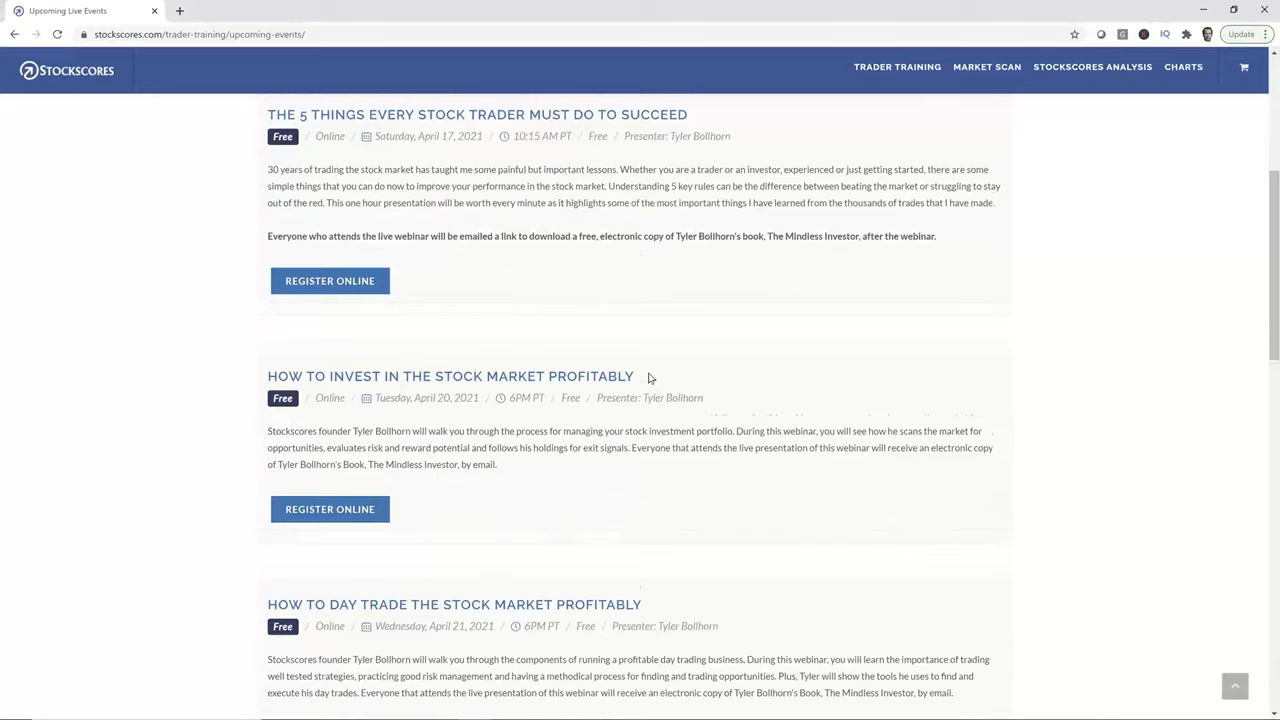 Upcoming Live Events
stockscores.com/trader-training/upcoming-events/
Update
STOCKSCORES
TRADER TRAINING MARKET SCAN STOCKSCORES ANALYSIS CHARTS
THE 5 THINGS EVERY STOCK TRADER MUST DO TO SUCCEED
Free / Online / Saturday, April 17, 2021 / 10:15 AM PT / Free / Presenter: Tyler Bollhorn
30 years of trading the stock market has taught me some painful but important lessons. Whether you are a trader or an investor, experienced or just getting started, there are some
simple things that you can do now to improve your performance in the stock market. Understanding 5 key rules can be the difference between beating the market or struggling to stay
out of the red. This one hour presentation will be worth every minute as it highlights some of the most important things I have learned from the thousands of trades that I have made.
Everyone who attends the live webinar will be emailed a link to download a free, electronic copy of Tyler Bollhorn's book, The Mindless Investor, after the webinar.
REGISTER ONLINE
HOW TO INVEST IN THE STOCK MARKET PROFITABLY
Free / Online / Tuesday, April 20, 2021 / 6PM PT / Free / Presenter: Tyler Bollhorn
Stockscores founder Tyler Bollhorn will walk you through the process for managing your stock investment portfolio. During this webinar, you will see how he scans the market for
opportunities, evaluates risk and reward potential and follows his holdings for exit signals. Everyone that attends the live presentation of this webinar will receive an electronic copy
of Tyler Bollhorn's Book, The Mindless Investor, by email.
REGISTER ONLINE
HOW TO DAY TRADE THE STOCK MARKET PROFITABLY
Free / Online / Wednesday, April 21, 2021 / 6PM PT / Free / Presenter: Tyler Bollhorn
Stockscores founder Tyler Bollhorn will walk you through the components of running a profitable day trading business. During this webinar, you will learn the importance of trading
well tested strategies, practicing good risk management and having a methodical process for finding and trading opportunities. Plus, Tyler will show the tools he uses to find and
execute his day trades. Everyone that attends the live presentation of this webinar will receive an electronic copy of Tyler Bollhorn's Book, The Mindless Investor, by email.